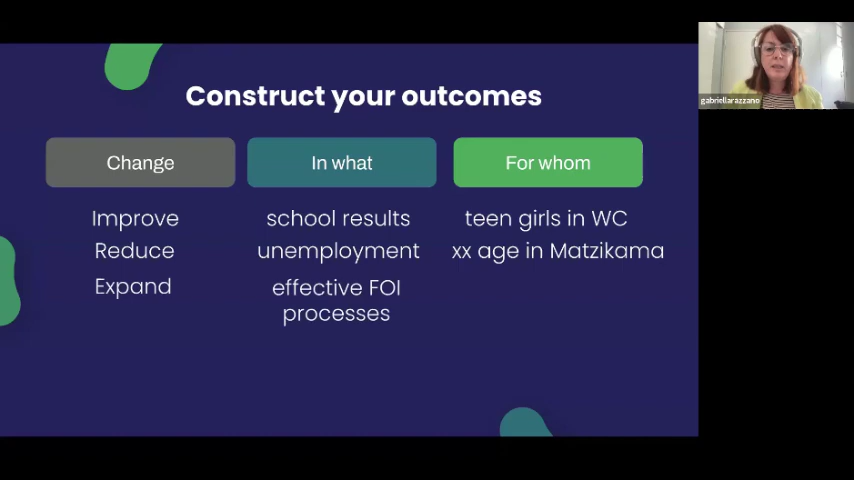 Construct your outcomes
Change
In what
For whom
Improve
school results
teen girls in WC
Reduce
unemployment
xx age in Matzikama
Expand
effective FOI
processes
gabriellarazzano